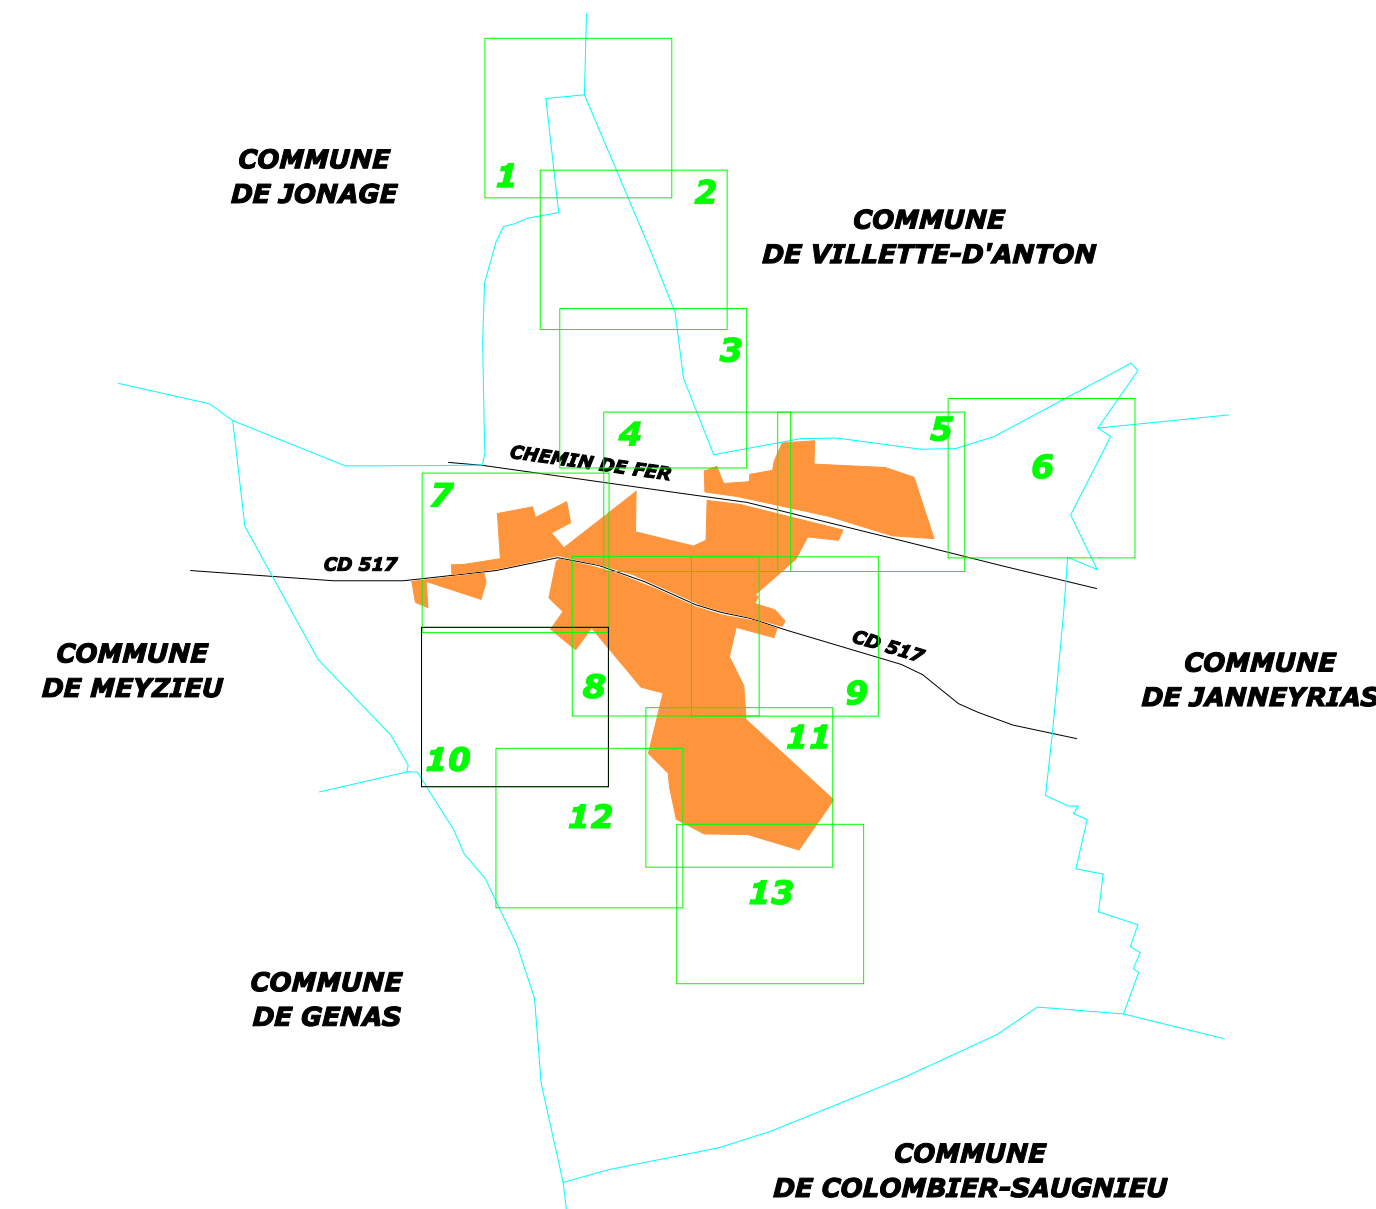 COMMUNE
DE JONAGE
1
2
COMMUNE
DE VILLETTE-D'ANTON
3
4
5
CHEMIN DE FER
6
7
CD 517
COMMUNE
DE MEYZIEU
CD 517
COMMUNE
DE JANNEYRIAS
8
9
10
11
12
13
COMMUNE
DE GENAS
COMMUNE
DE COLOMBIER-SAUGNIEU